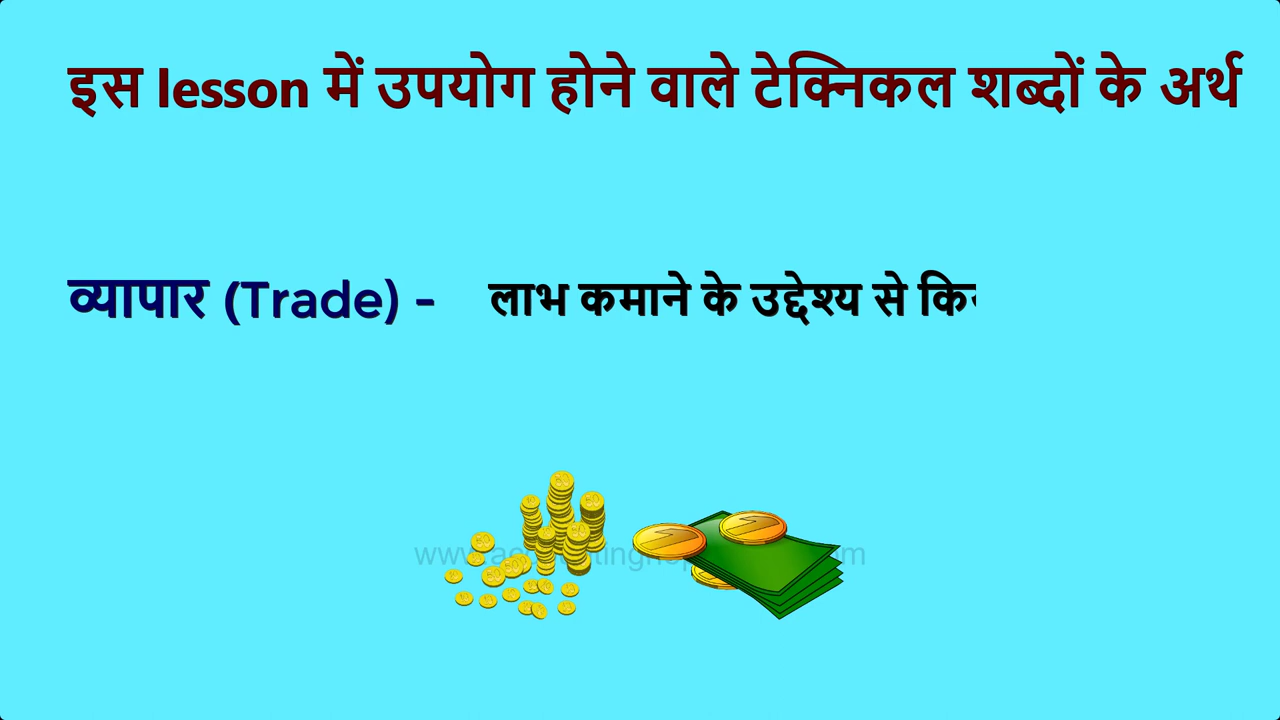 इस lesson में उपयोग होने वाले टेक्निकल शब्दों के अर्थ
व्यापार (Trade) - लाभ कमाने के उद्देश्य से